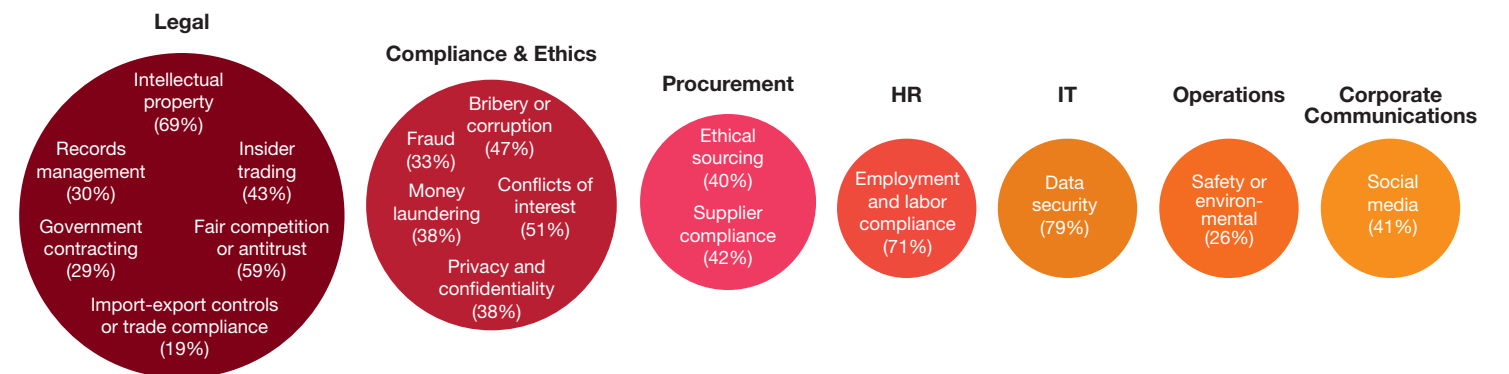 Legal
Intellectual
property
(69%)
Records
management
(30%)
Insider
trading
(43%)
Government
contracting
(29%)
Fair competition
or antitrust
(59%)
Import-export controls
or trade compliance
(19%)
Compliance & Ethics
Bribery or
corruption
(47%)
Fraud
(33%)
Money
laundering
(38%)
Conflicts of
interest
(51%)
Privacy and
confidentiality
(38%)
Procurement
Ethical
sourcing
(40%)
Supplier
compliance
(42%)
HR
Employment
and labor
compliance
(71%)
IT
Data
security
(79%)
Operations
Safety or
environ-
mental
(26%)
Corporate
Communications
Social
media
(41%)